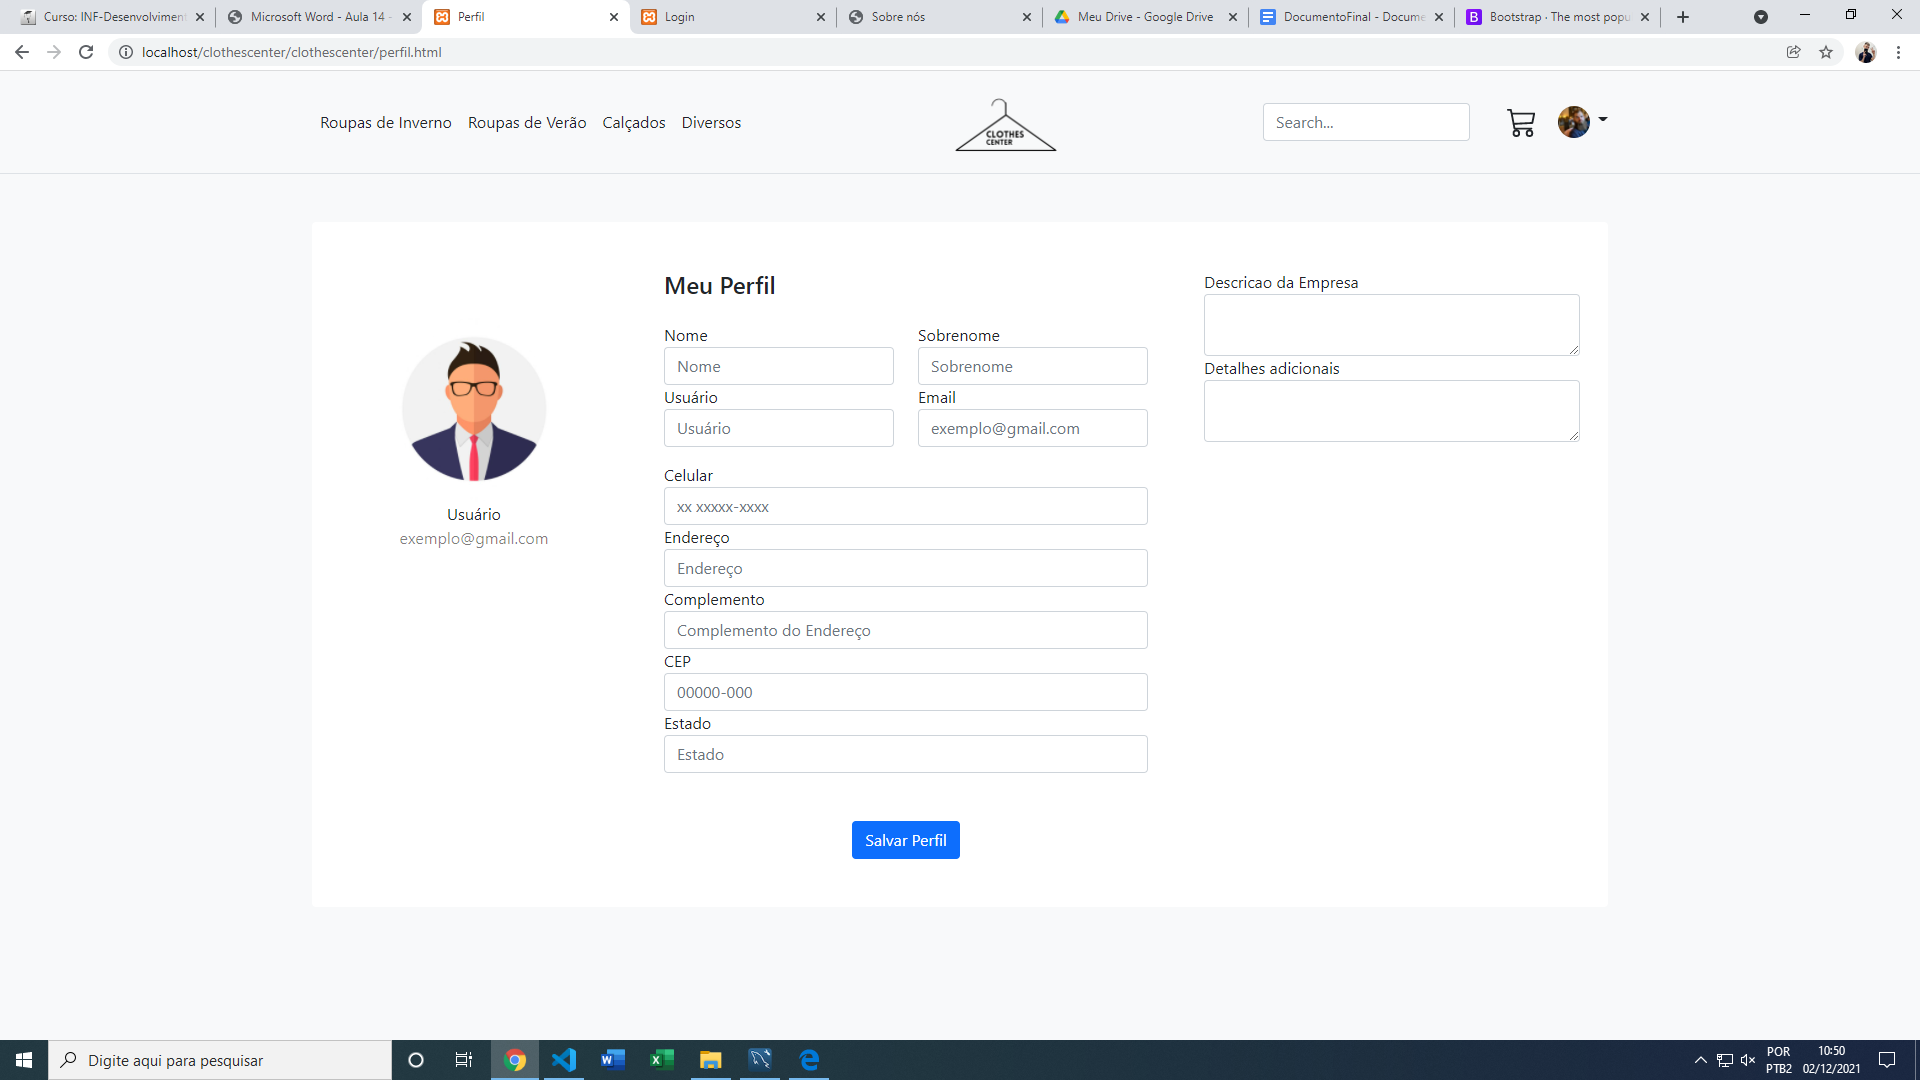 Curso: INF-Desenvolviment
Microsoft Word - Aula 14 -
Perfil
Login
Sobre nós
Meu Drive - Google Drive
DocumentoFinal - Docume
Bootstrap · The most popu
localhost/clothescenter/clothescenter/perfil.html
Roupas de Inverno
Roupas de Verão
Calçados
Diversos
CLOTHES
CENTER
Search...
Meu Perfil
Descricao da Empresa
Nome
Sobrenome
Nome
Sobrenome
Detalhes adicionais
Usuário
Email
Usuário
exemplo@gmail.com
Celular
xx xxxxx-xxxx
Usuário
exemplo@gmail.com
Endereço
Endereço
Complemento
Complemento do Endereço
CEP
00000-000
Estado
Estado
Salvar Perfil
Digite aqui para pesquisar
POR
PTB2
10:50
02/12/2021